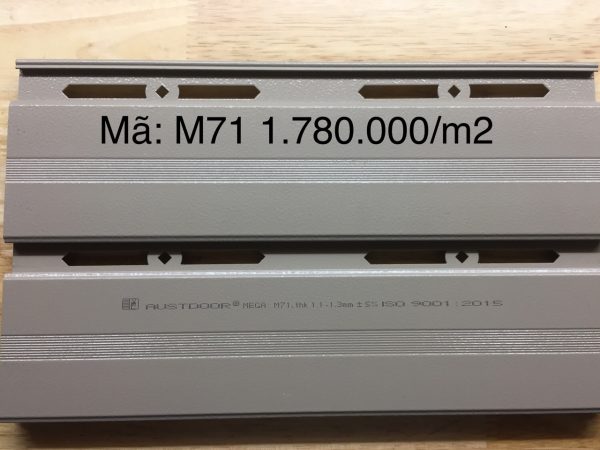 Mã: M71 1.780.000/m2
AUSTDOOR® MEGA M71.thk 1.1-1.3mm ± 5% ISO 9001:2015